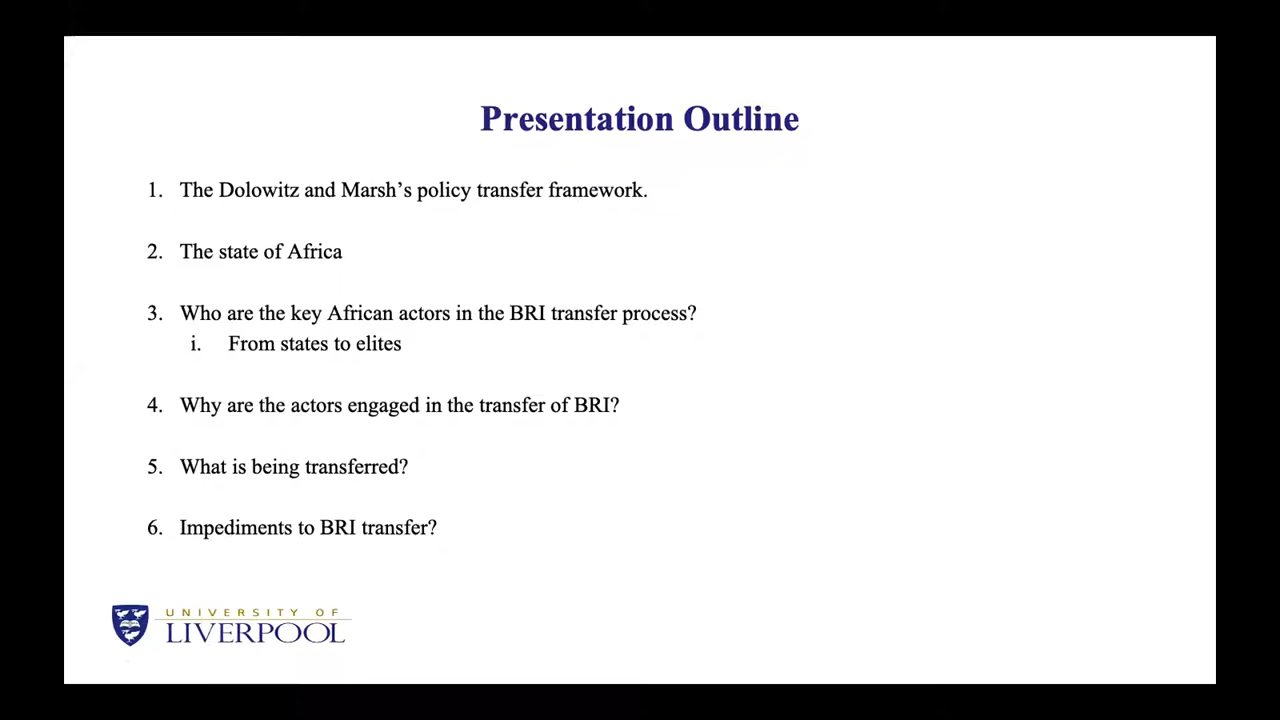 Presentation Outline
1. The Dolowitz and Marsh’s policy transfer framework.
2. The state of Africa
3. Who are the key African actors in the BRI transfer process?
i. From states to elites
4. Why are the actors engaged in the transfer of BRI?
5. What is being transferred?
6. Impediments to BRI transfer?
UNIVERSITY OF
LIVERPOOL